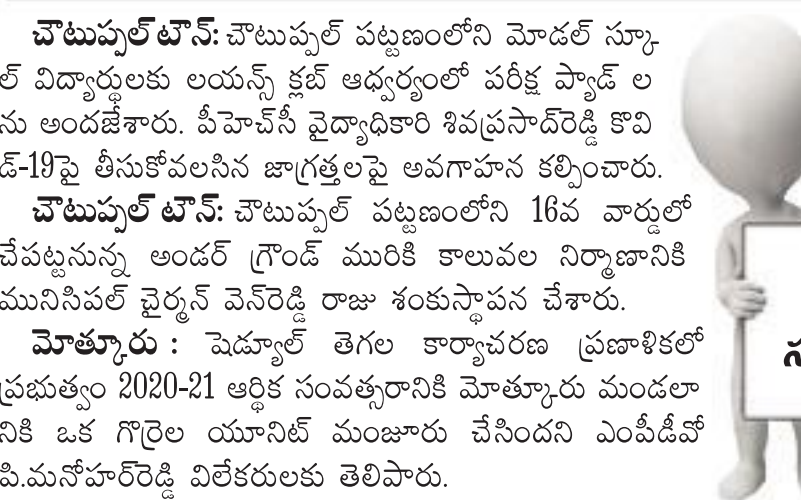 చౌటుప్పల్ టౌన్: చౌటుప్పల్ పట్టణంలోని మోడల్ స్కూ
ల్ విద్యార్థులకు లయన్స్ క్లబ్ ఆధ్వర్యంలో పరీక్ష ప్యాడ్ ల
ను అందజేశారు. పీహెచ్‌సీ వైద్యాధికారి శివప్రసాద్‌రెడ్డి కొవి
డ్-19పై తీసుకోవలసిన జాగ్రత్తలపై అవగాహన కల్పించారు.
చౌటుప్పల్ టౌన్: చౌటుప్పల్ పట్టణంలోని 16వ వార్డులో
చేపట్టనున్న అండర్ గ్రౌండ్ మురికి కాలువల నిర్మాణానికి
మునిసిపల్ చైర్మన్ వెన్‌రెడ్డి రాజు శంకుస్థాపన చేశారు.
మోత్కూరు : షెడ్యూల్ తెగల కార్యాచరణ ప్రణాళికలో
ప్రభుత్వం 2020-21 ఆర్థిక సంవత్సరానికి మోత్కూరు మండలా
నికి ఒక గొర్రెల యూనిట్ మంజూరు చేసిందని ఎంపీడీవో
పి.మనోహర్‌రెడ్డి విలేకరులకు తెలిపారు.